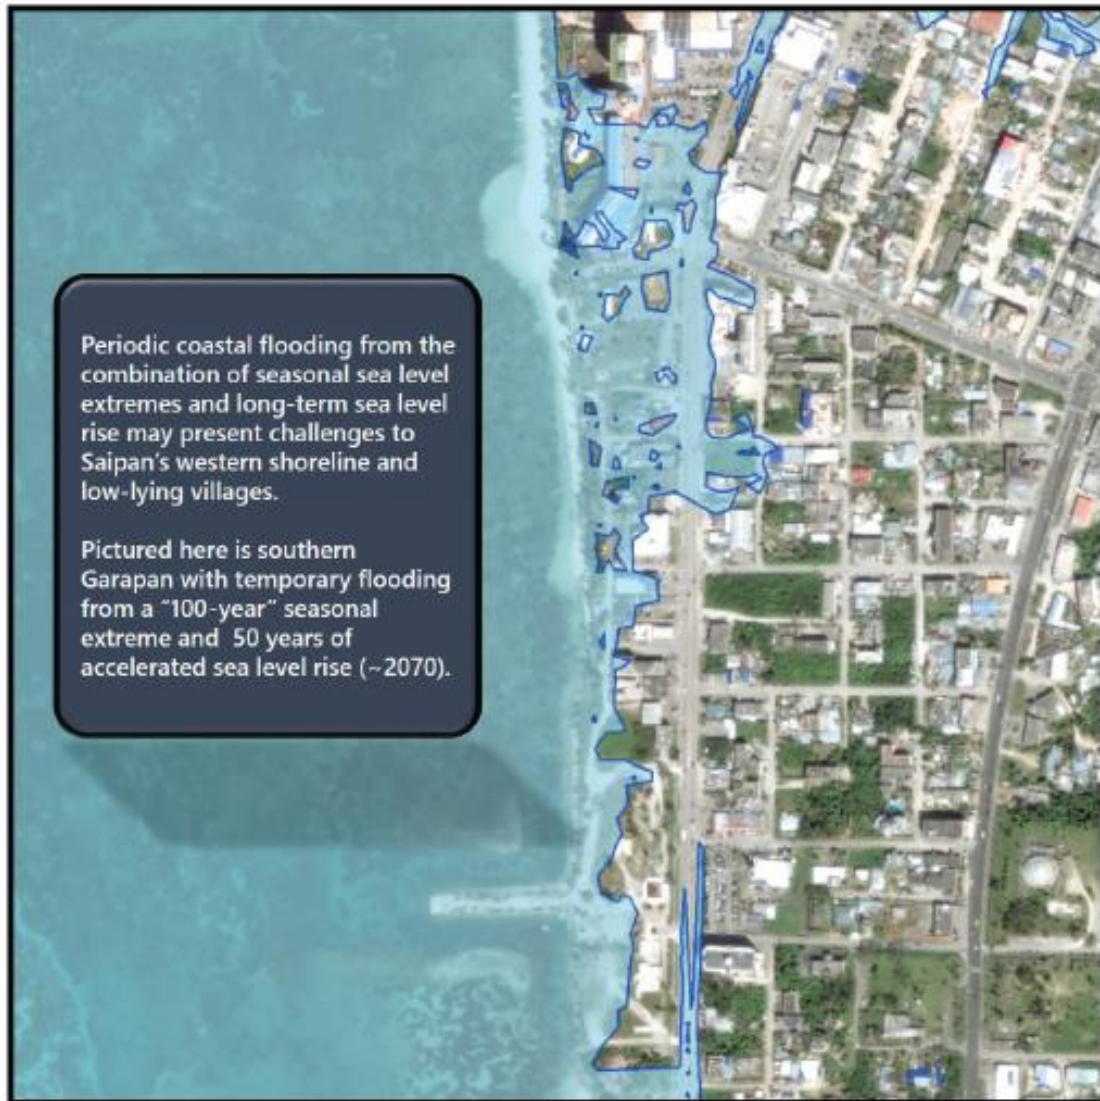 Periodic coastal flooding from the
combination of seasonal sea level
extremes and long-term sea level
rise may present challenges to
Saipan's western shoreline and
low-lying villages.
Pictured here is southern
Garapan with temporary flooding
from a "100-year" seasonal
extreme and 50 years of
accelerated sea level rise (~2070).